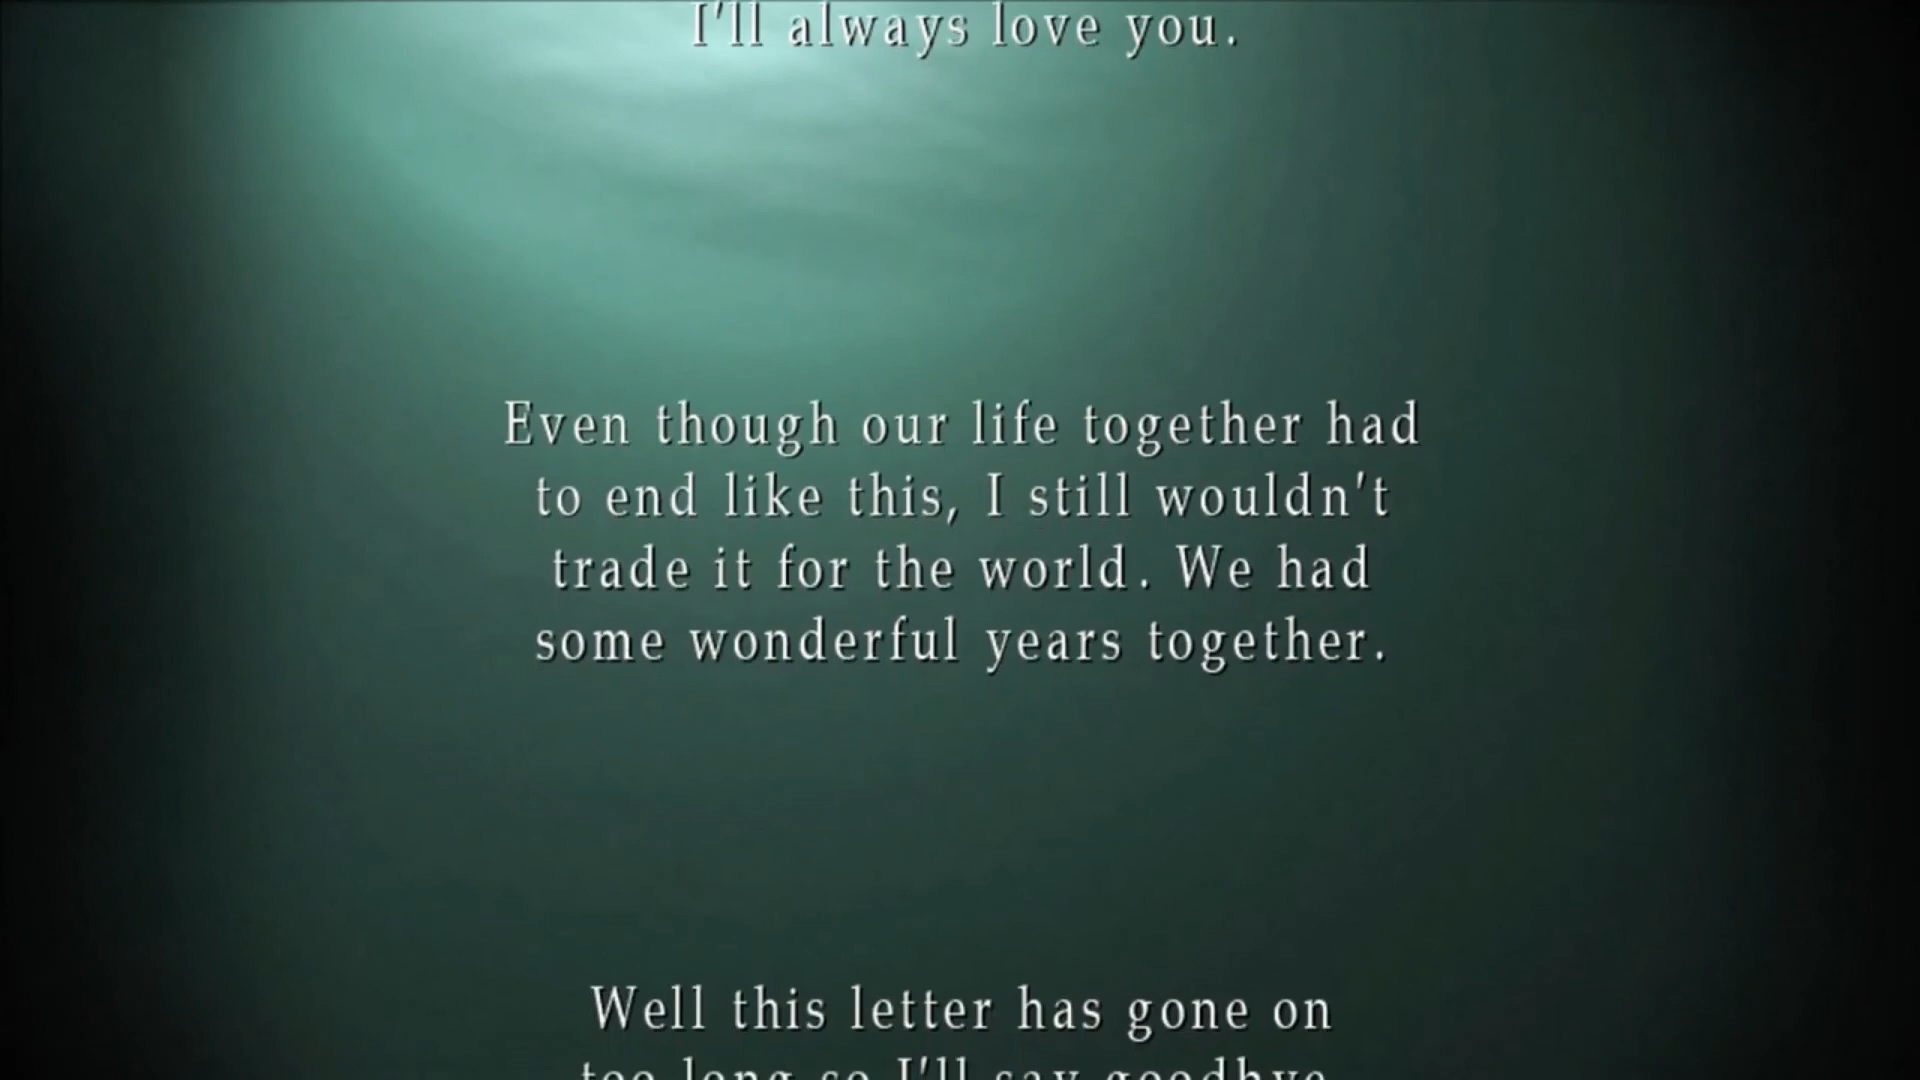 I'll always love you.
Even though our life together had
to end like this, I still wouldn't
trade it for the world. We had
some wonderful years together.
Well this letter has gone on
too long so I'll say goodbye